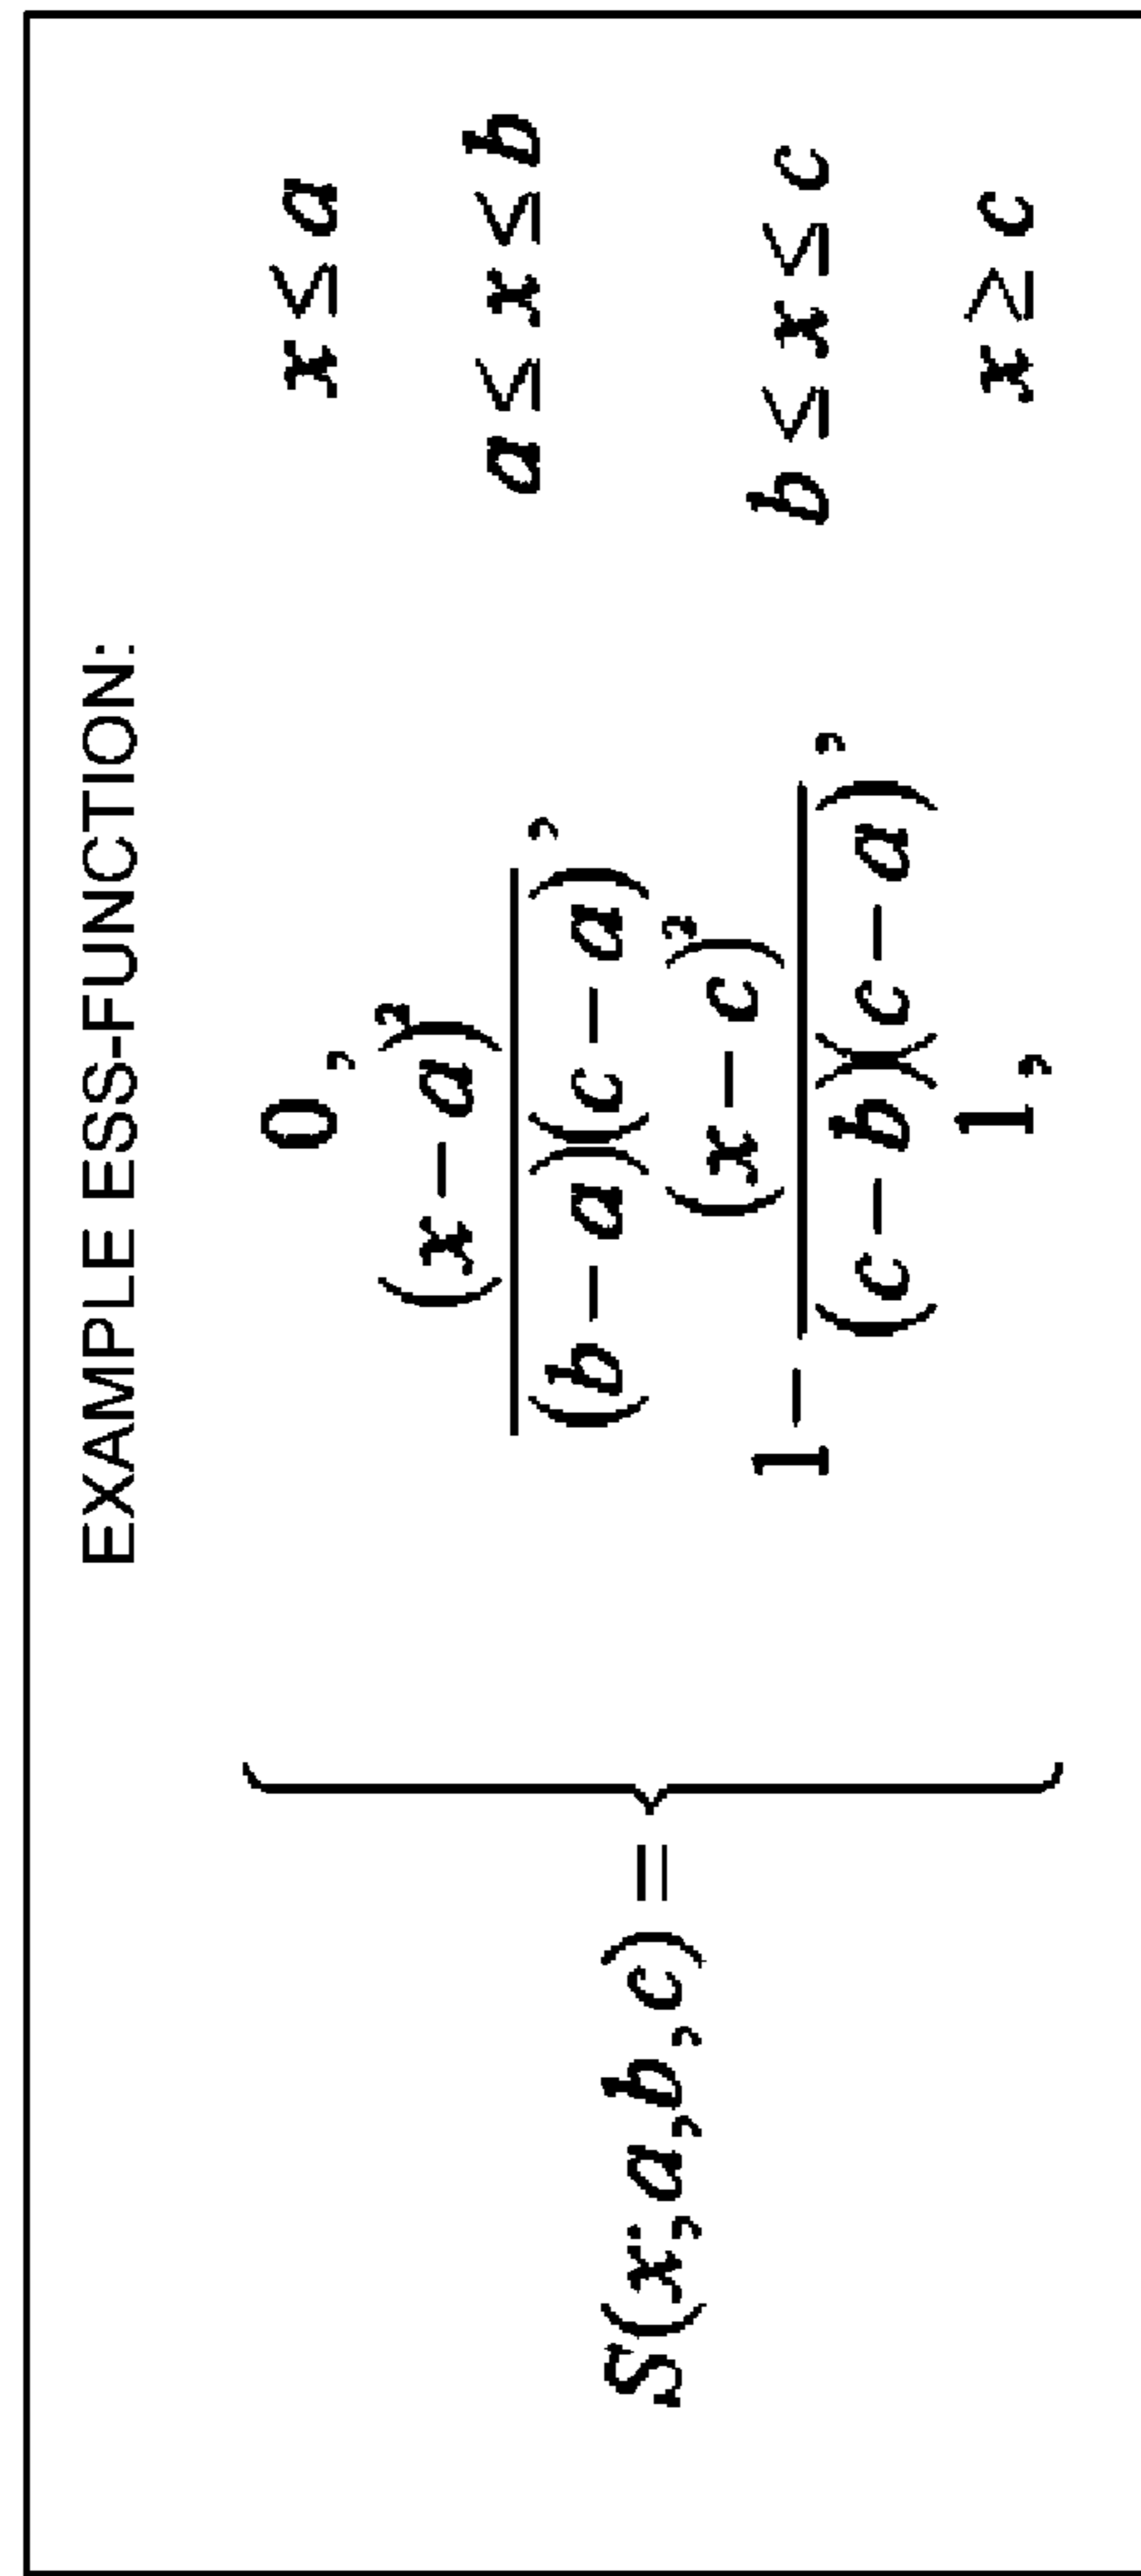 EXAMPLE ESS-FUNCTION:
0, x ≤ a
(x − a)²
S(x; a, b, c) = { (b − a)(c − a), a ≤ x ≤ b
(x − c)²
1 − (c − b)(c − a), b ≤ x ≤ c
1, x ≥ c